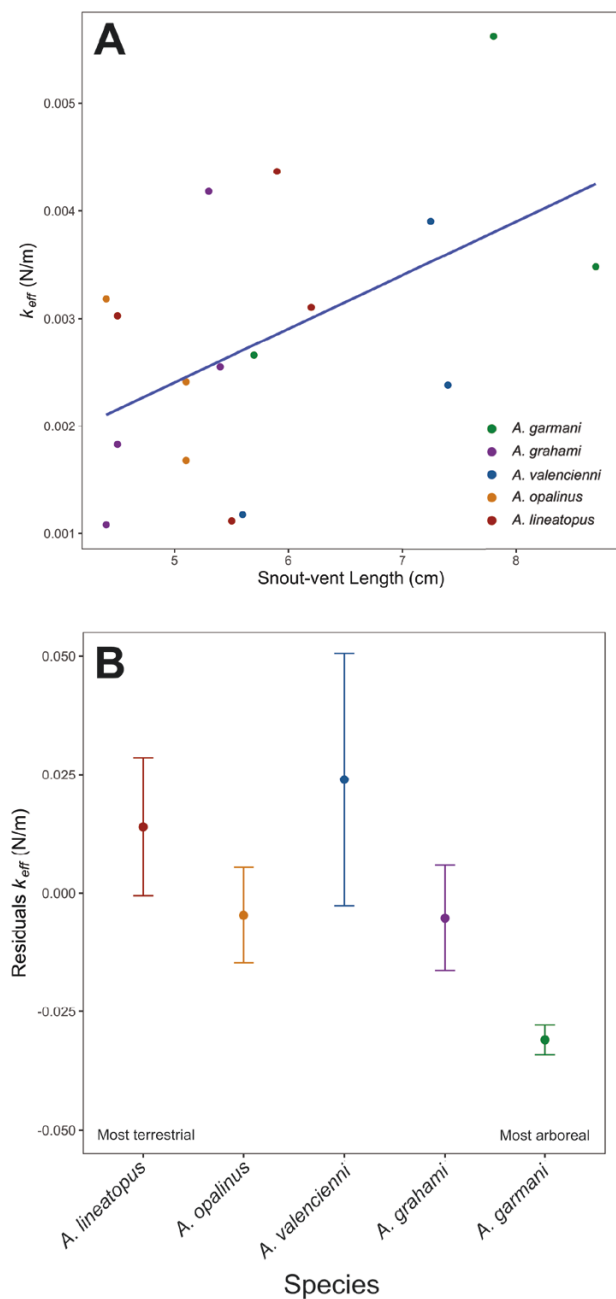 A
0.005
0.004
0.003
0.002
0.001
keff (N/m)
A. garmani
A. grahami
A. valencienni
A. opalinus
A. lineatopus
5 6 7 8
Snout-vent Length (cm)
B
0.050
0.025
0.000
-0.025
-0.050
Residuals keff (N/m)
Most terrestrial Most arboreal
A. lineatopus
A. opalinus
A. valencienni
A. grahami
A. garmani
Species